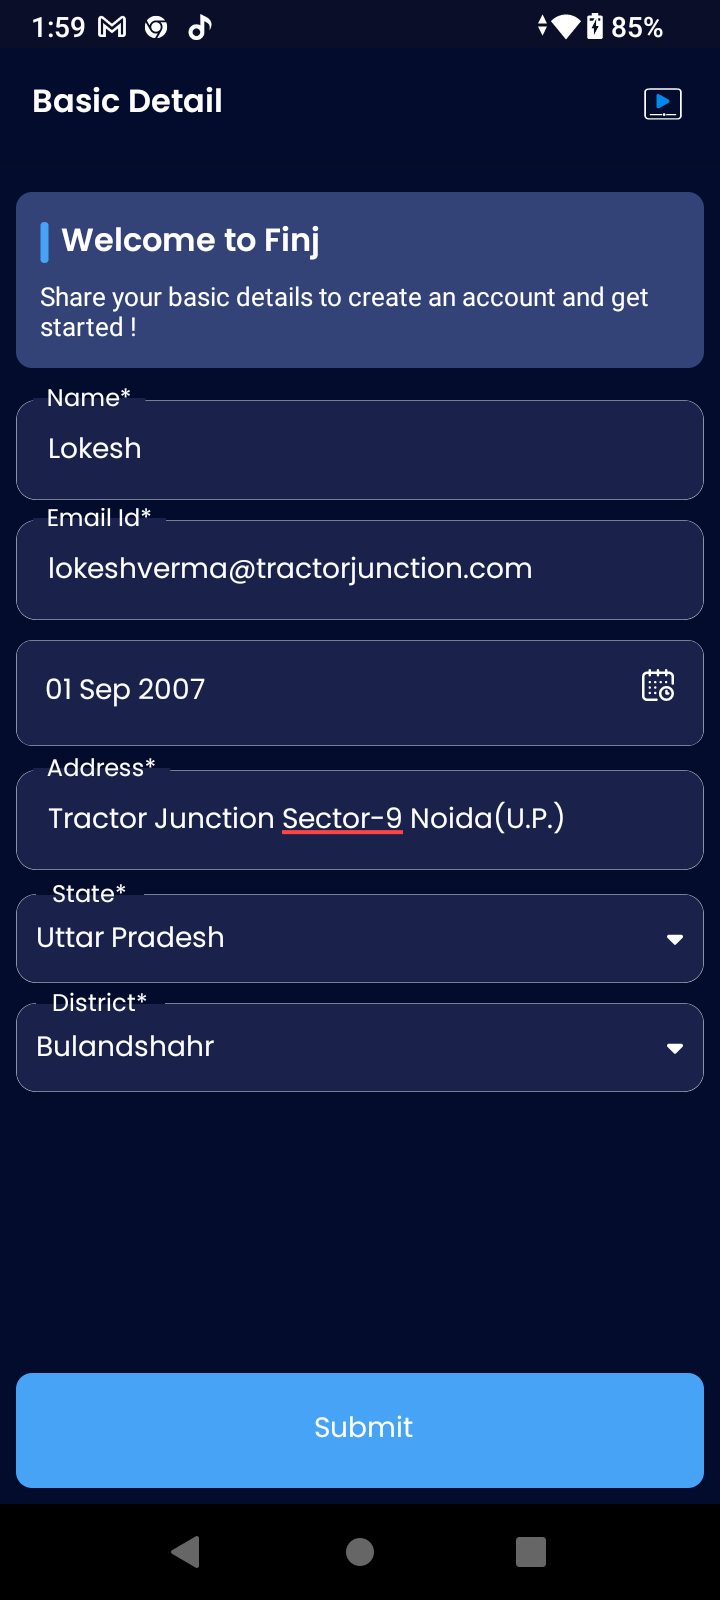 1:59
85%
Basic Detail
Welcome to Finj
Share your basic details to create an account and get
started !
Name*
Lokesh
Email Id*
lokeshverma@tractorjunction.com
01 Sep 2007
Address*
Tractor Junction Sector-9 Noida(U.P.)
State*
Uttar Pradesh
District*
Bulandshahr
Submit